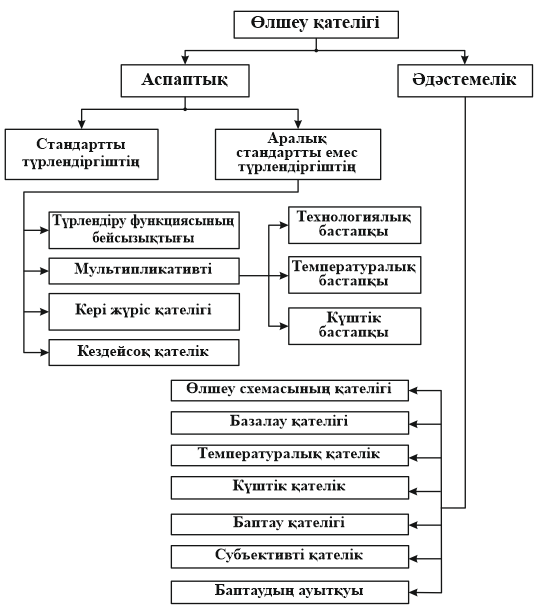 Өлшеу қателігі
Аспаптық
Әдәстемелік
Стандартты
түрлендіргіштің
Аралық
стандартты емес
түрлендіргіштің
Түрлендіру функциясының
бейсызықтығы
Мультипликативті
Кері жүріс қателігі
Кездейсоқ қателік
Технологиялық
бастапқы
Температуралық
бастапқы
Күштік
бастапқы
Өлшеу схемасының қателігі
Базалау қателігі
Температуралық қателік
Күштік қателік
Баптау қателігі
Субъективті қателік
Баптаудың ауытқуы